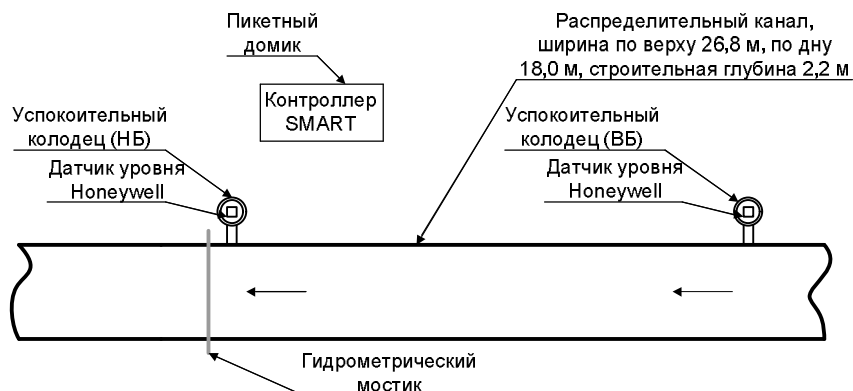 Пикетный
домик
Распределительный канал,
ширина по верху 26,8 м, по дну
18,0 м, строительная глубина 2,2 м
Контроллер
SMART
Успокоительный
колодец (НБ)
Датчик уровня
Honeywell
Успокоительный
колодец (ВБ)
Датчик уровня
Honeywell
Гидрометрический
мостик